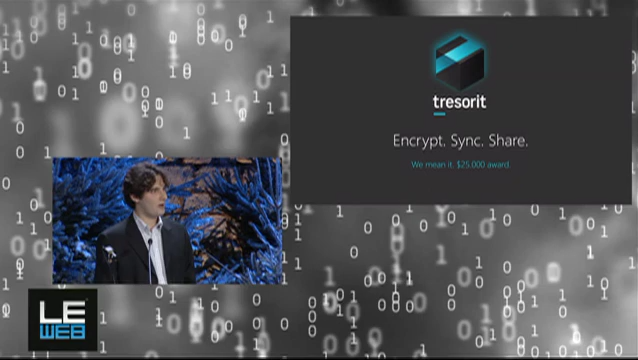 tresorit
Encrypt. Sync. Share.
We mean it. $25.000 award.
LE
WEB